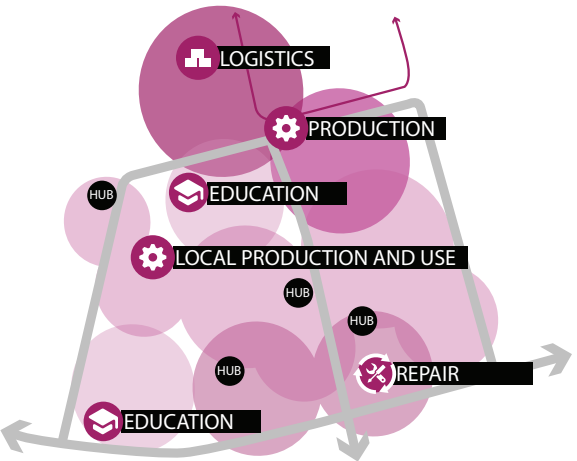 LOGISTICS
PRODUCTION
EDUCATION
HUB
LOCAL PRODUCTION AND USE
HUB
HUB
HUB
REPAIR
EDUCATION